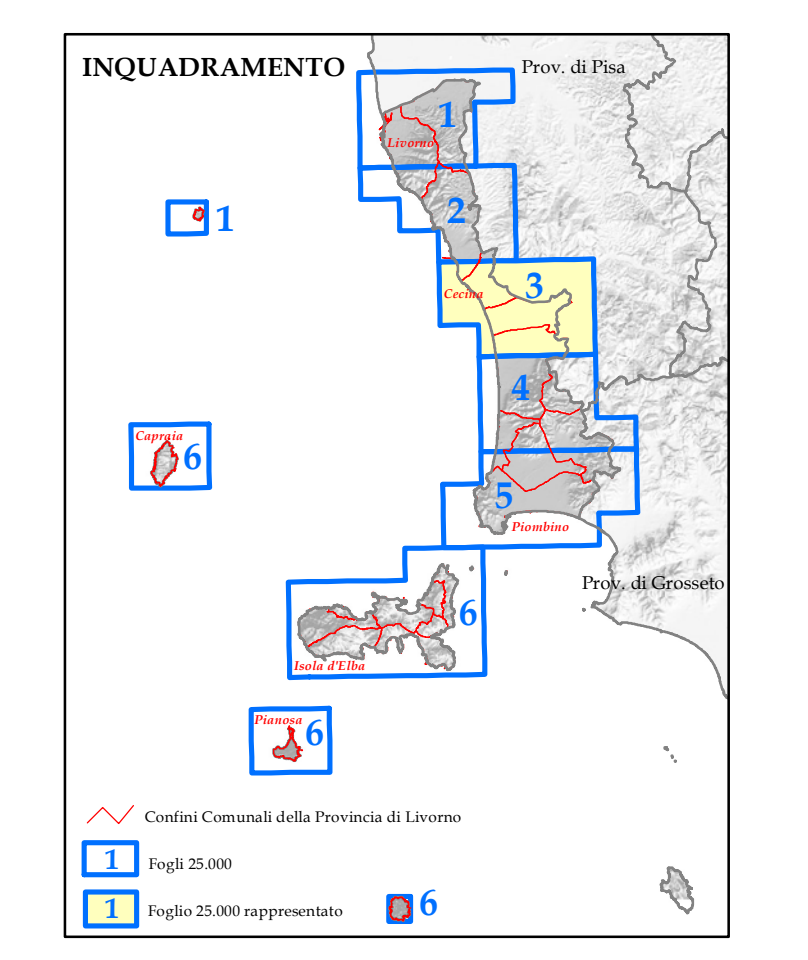 INQUADRAMENTO
Prov. di Pisa
1
Livorno
2
1
3
Cecina
4
Capraia
6
5
Piombino
Prov. di Grosseto
6
Isola d'Elba
Pianosa
6
Confini Comunali della Provincia di Livorno
1 Fogli 25.000
1 Foglio 25.000 rappresentato
6